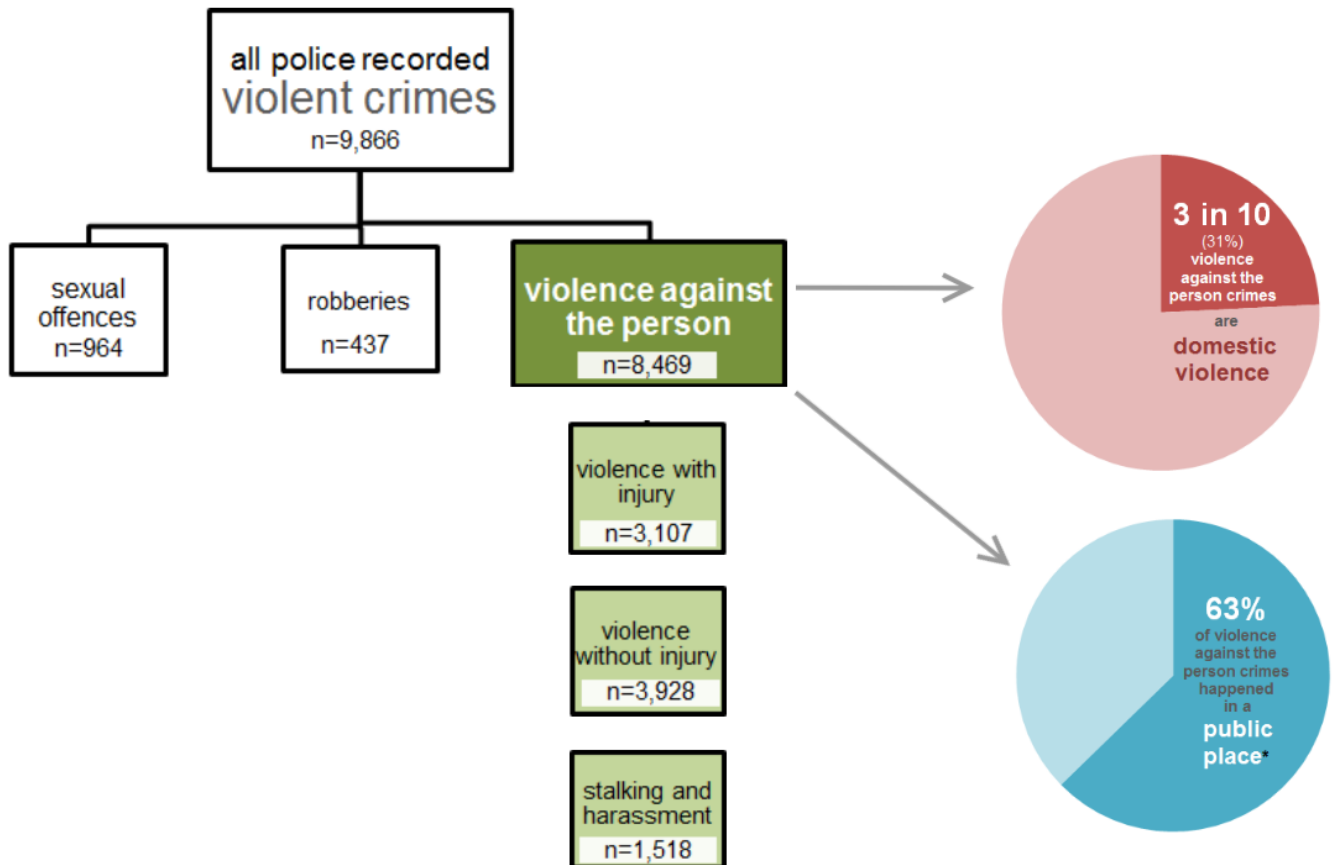 all police recorded
violent crimes
n=9,866
sexual
offences
n=964
robberies
n=437
violence against
the person
n=8,469
violence with
injury
n=3,107
violence
without injury
n=3,928
stalking and
harassment
n=1,518
3 in 10
(31%)
violence
against the
person crimes
are
domestic
violence
63%
of violence
against the
person crimes
happened
in a
public
place*